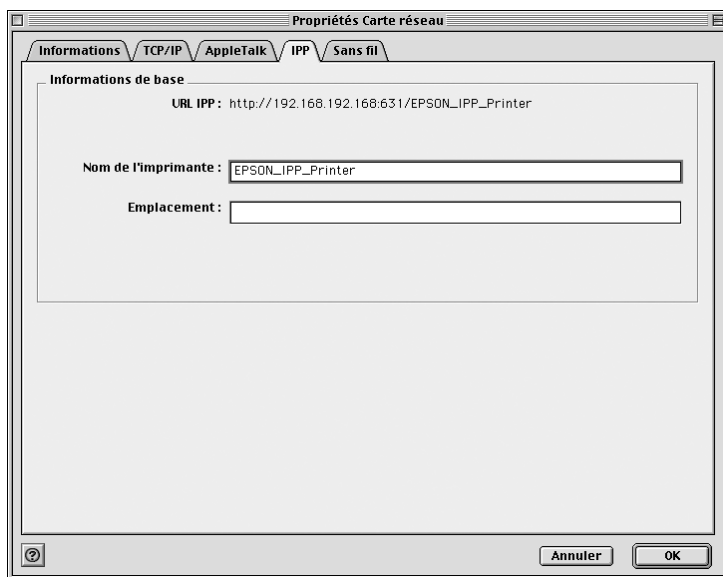 Propriétés Carte réseau
Informations TCP/IP AppleTalk IPP Sans fil
Informations de base
URL IPP : http://192.168.192.168:631/EPSON_IPP_Printer
Nom de l'imprimante : EPSON_IPP_Printer
Emplacement :
? Annuler OK